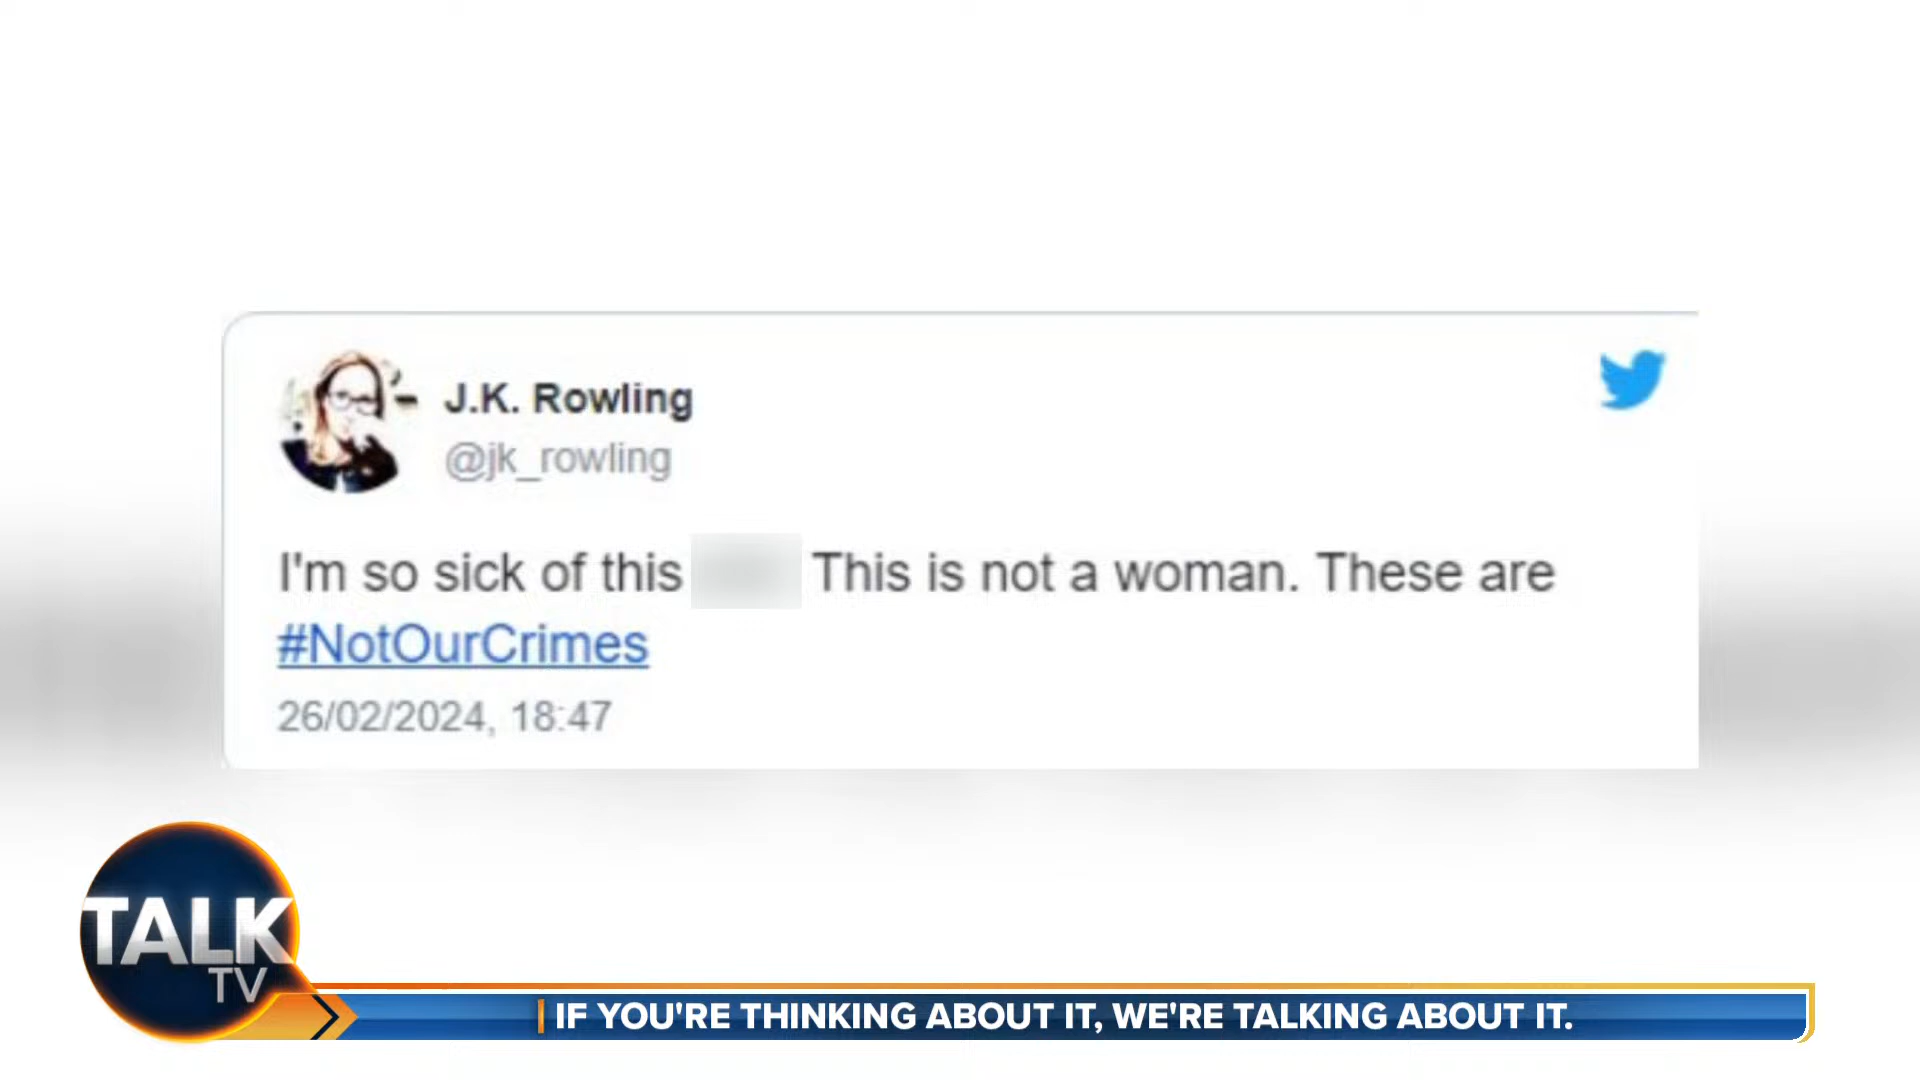 J.K. Rowling
@jk_rowling
I'm so sick of this This is not a woman. These are
#NotOurCrimes
26/02/2024, 18:47
TALK
TV
IF YOU'RE THINKING ABOUT IT, WE'RE TALKING ABOUT IT.